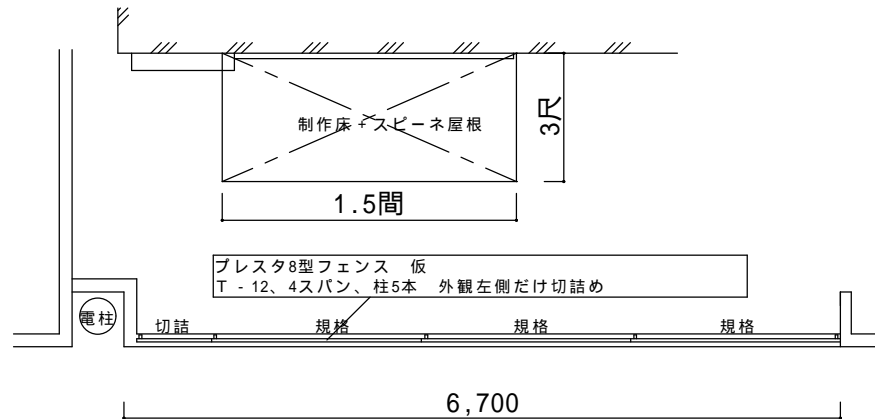 制作床+スピーネ屋根
3尺
1.5間
プレスタ8型フェンス 仮
T-12、4スパン、柱5本 外観左側だけ切詰め
電柱
切詰
規格
規格
規格
6,700